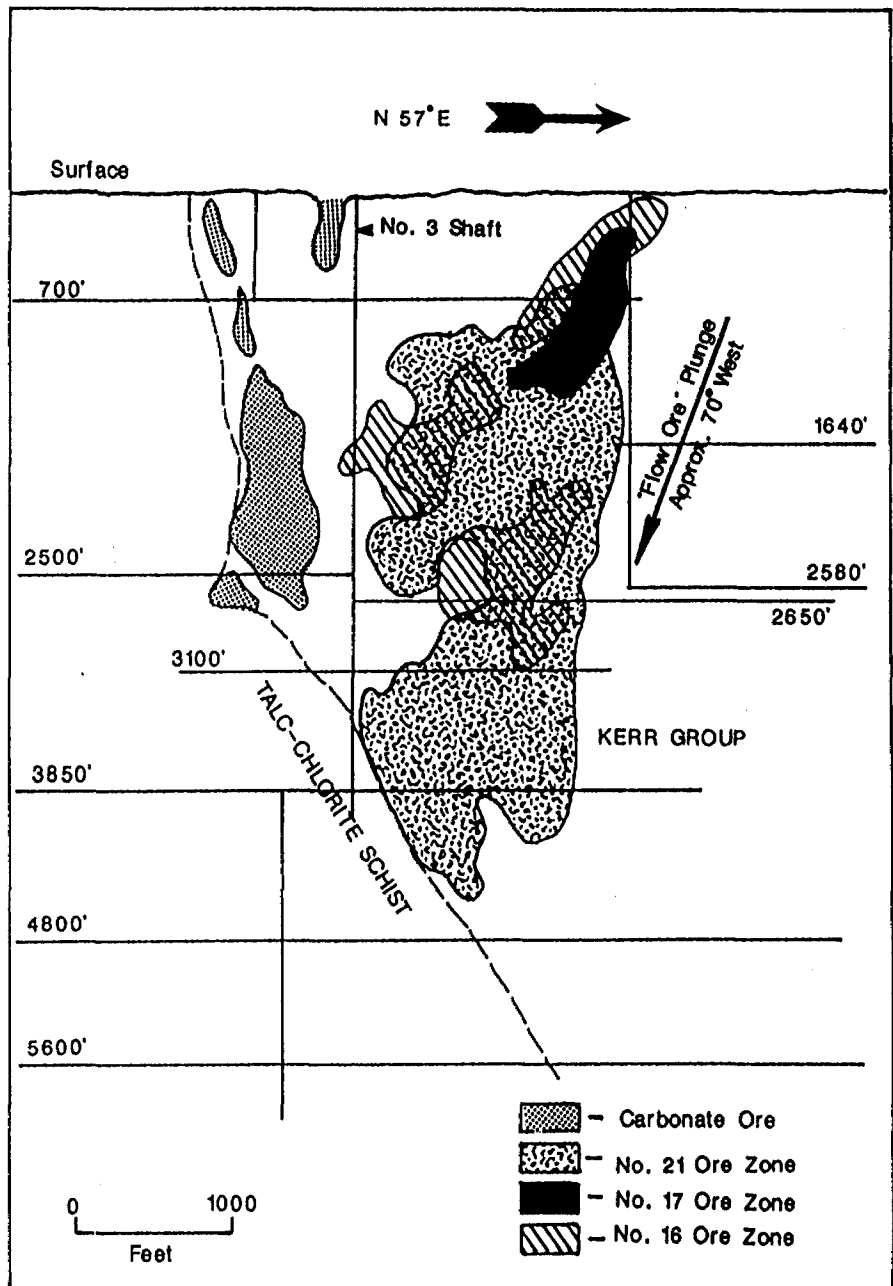 N 57°E
Surface
No. 3 Shaft
700'
"Flow Ore" Plunge
Approx. 70° West
1640'
2500'
2580'
2650'
3100'
TALC-CHLORITE SCHIST
KERR GROUP
3850'
4800'
5600'
- Carbonate Ore
- No. 21 Ore Zone
- No. 17 Ore Zone
- No. 16 Ore Zone
0 1000
Feet